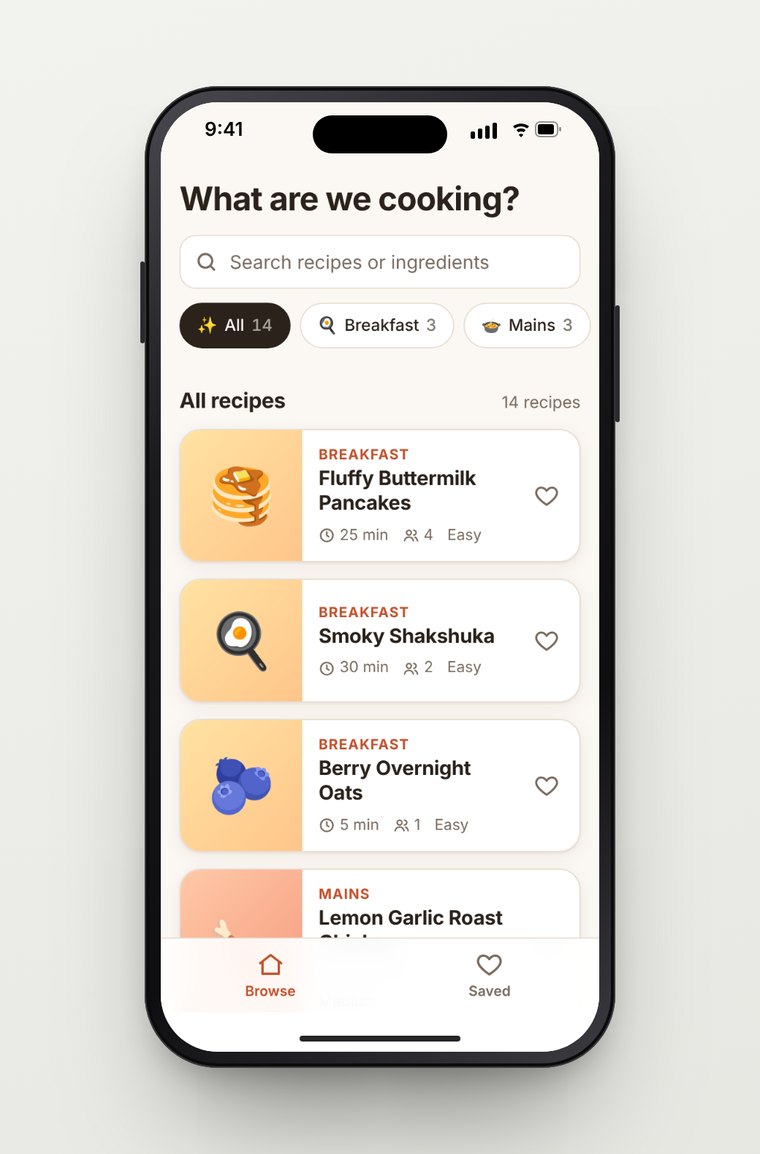 9:41
What are we cooking?
Search recipes or ingredients
All 14 Breakfast 3 Mains 3
All recipes 14 recipes
BREAKFAST
Fluffy Buttermilk
Pancakes
25 min 4 Easy
BREAKFAST
Smoky Shakshuka
30 min 2 Easy
BREAKFAST
Berry Overnight
Oats
5 min 1 Easy
MAINS
Lemon Garlic Roast
Browse Saved